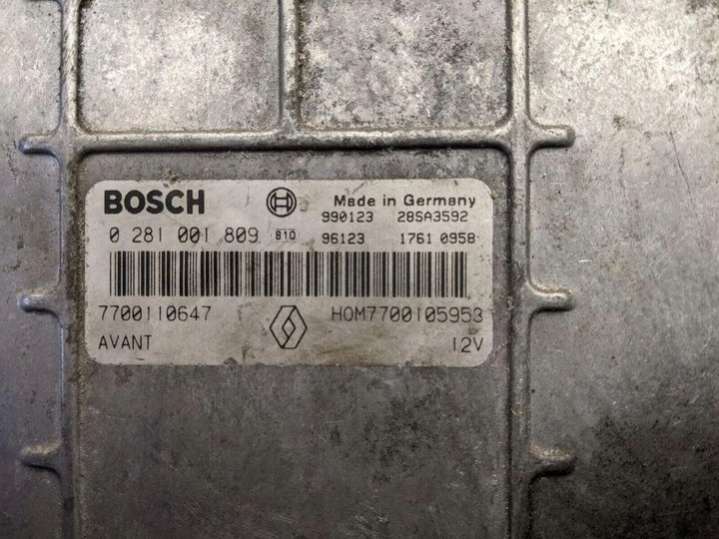 BOSCH Made in Germany
990123 28SA3592
0 281 001 809 810 96123 1761 0958
7700110647 HOM7700105953
AVANT 12V